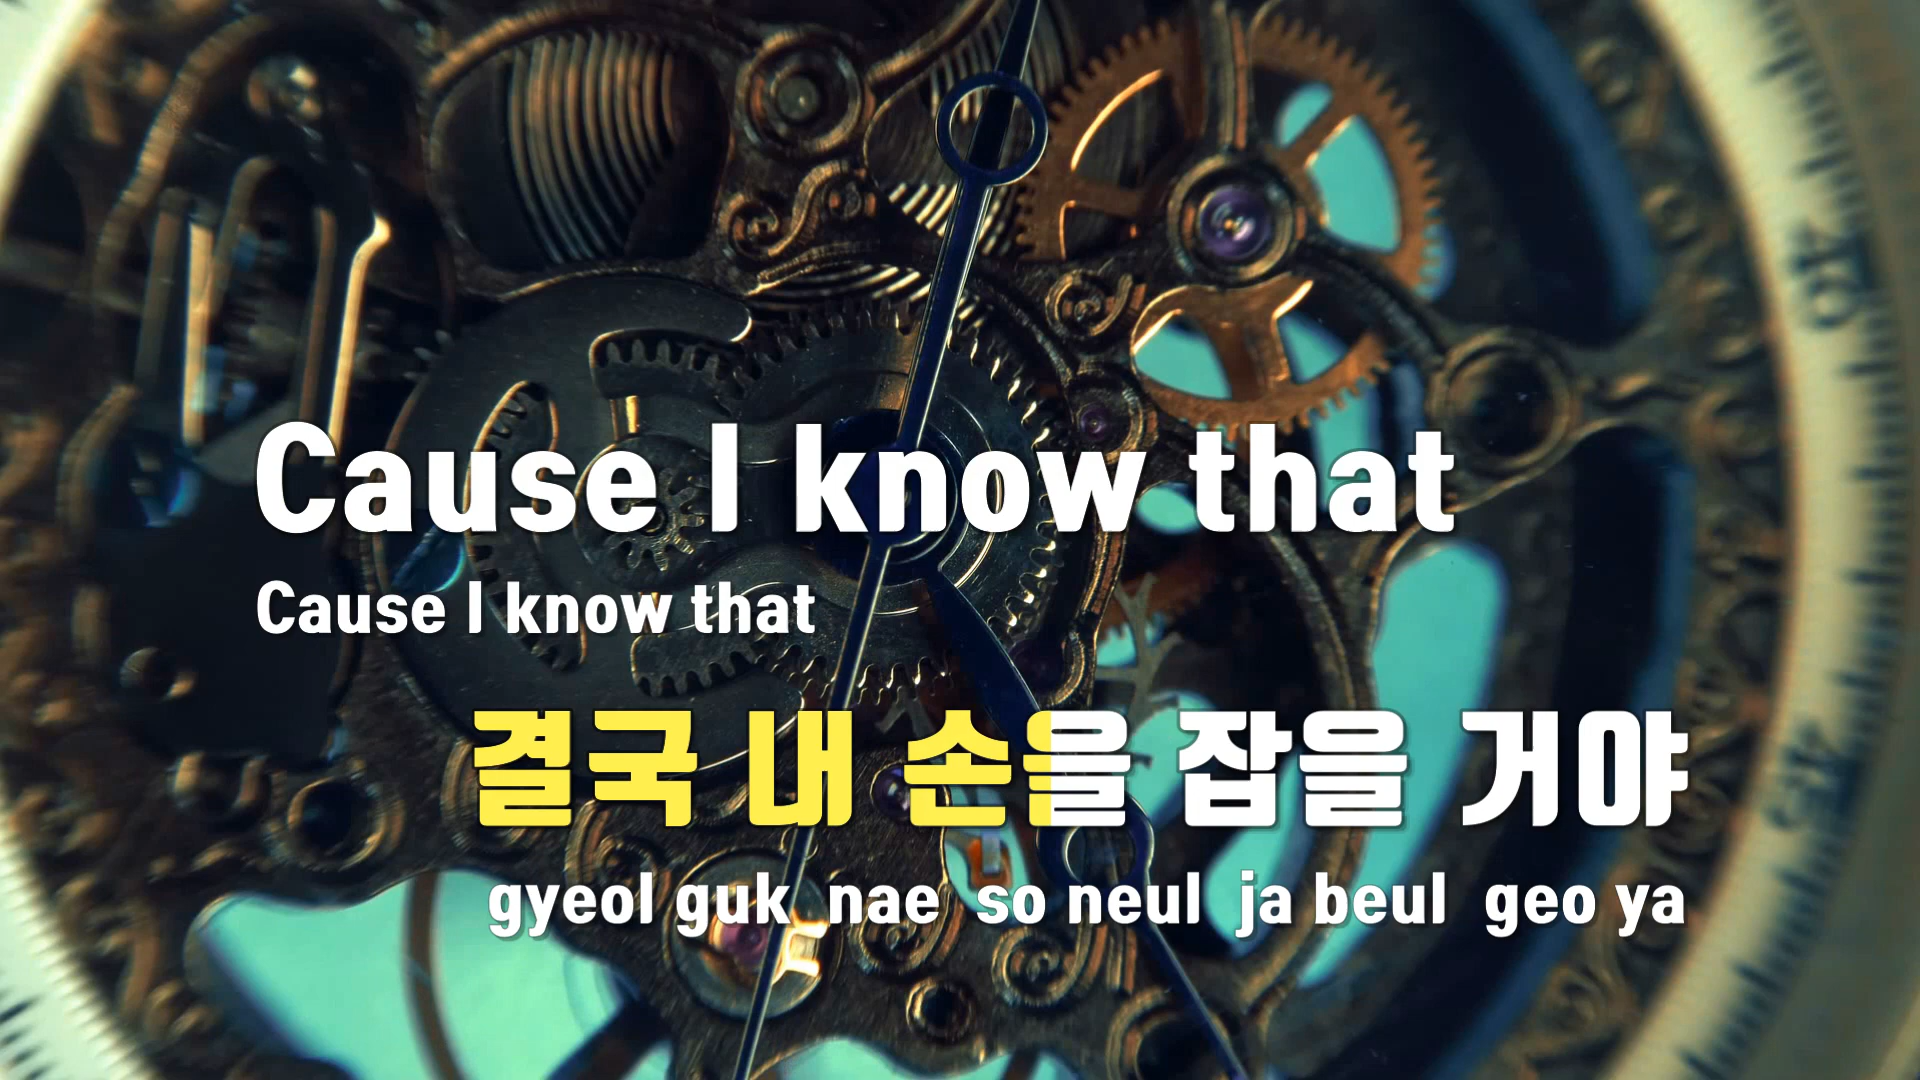 Cause I know that
Cause I know that
결국 내 손을 잡을 거야
gyeol guk nae so neul ja beul geo ya